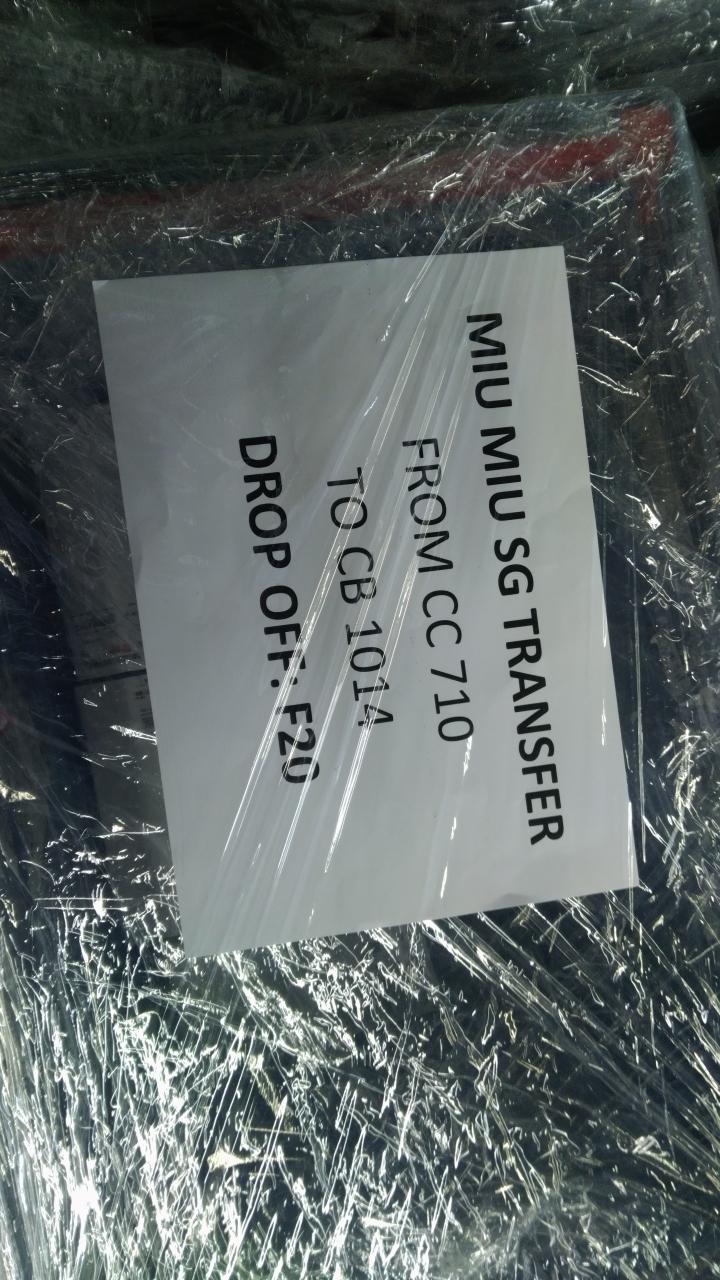 MIU MIU SG TRANSFER
FROM CC 710
TO CB 1014
DROP OFF: F20